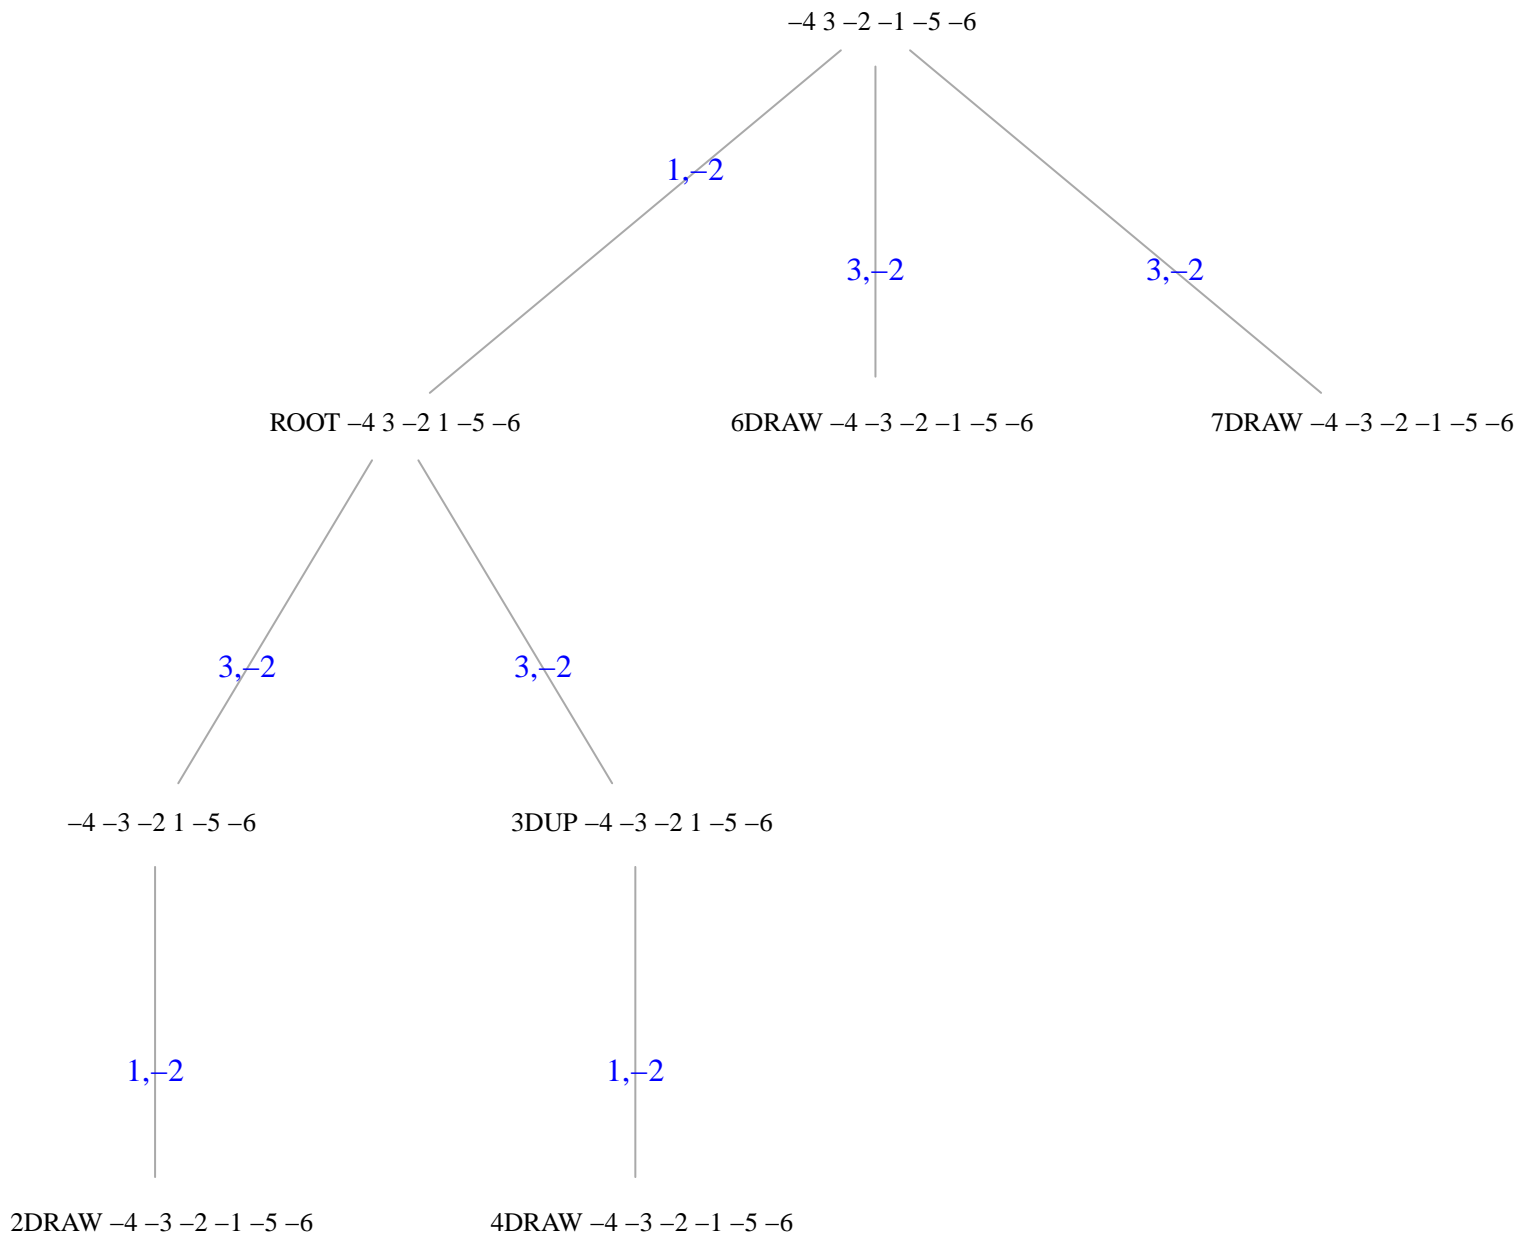 –4 3 –2 –1 –5 –6
1,–2
3,–2
3,–2
ROOT –4 3 –2 1 –5 –6
6DRAW –4 –3 –2 –1 –5 –6
7DRAW –4 –3 –2 –1 –5 –6
3,–2
3,–2
–4 –3 –2 1 –5 –6
3DUP –4 –3 –2 1 –5 –6
1,–2
1,–2
2DRAW –4 –3 –2 –1 –5 –6
4DRAW –4 –3 –2 –1 –5 –6